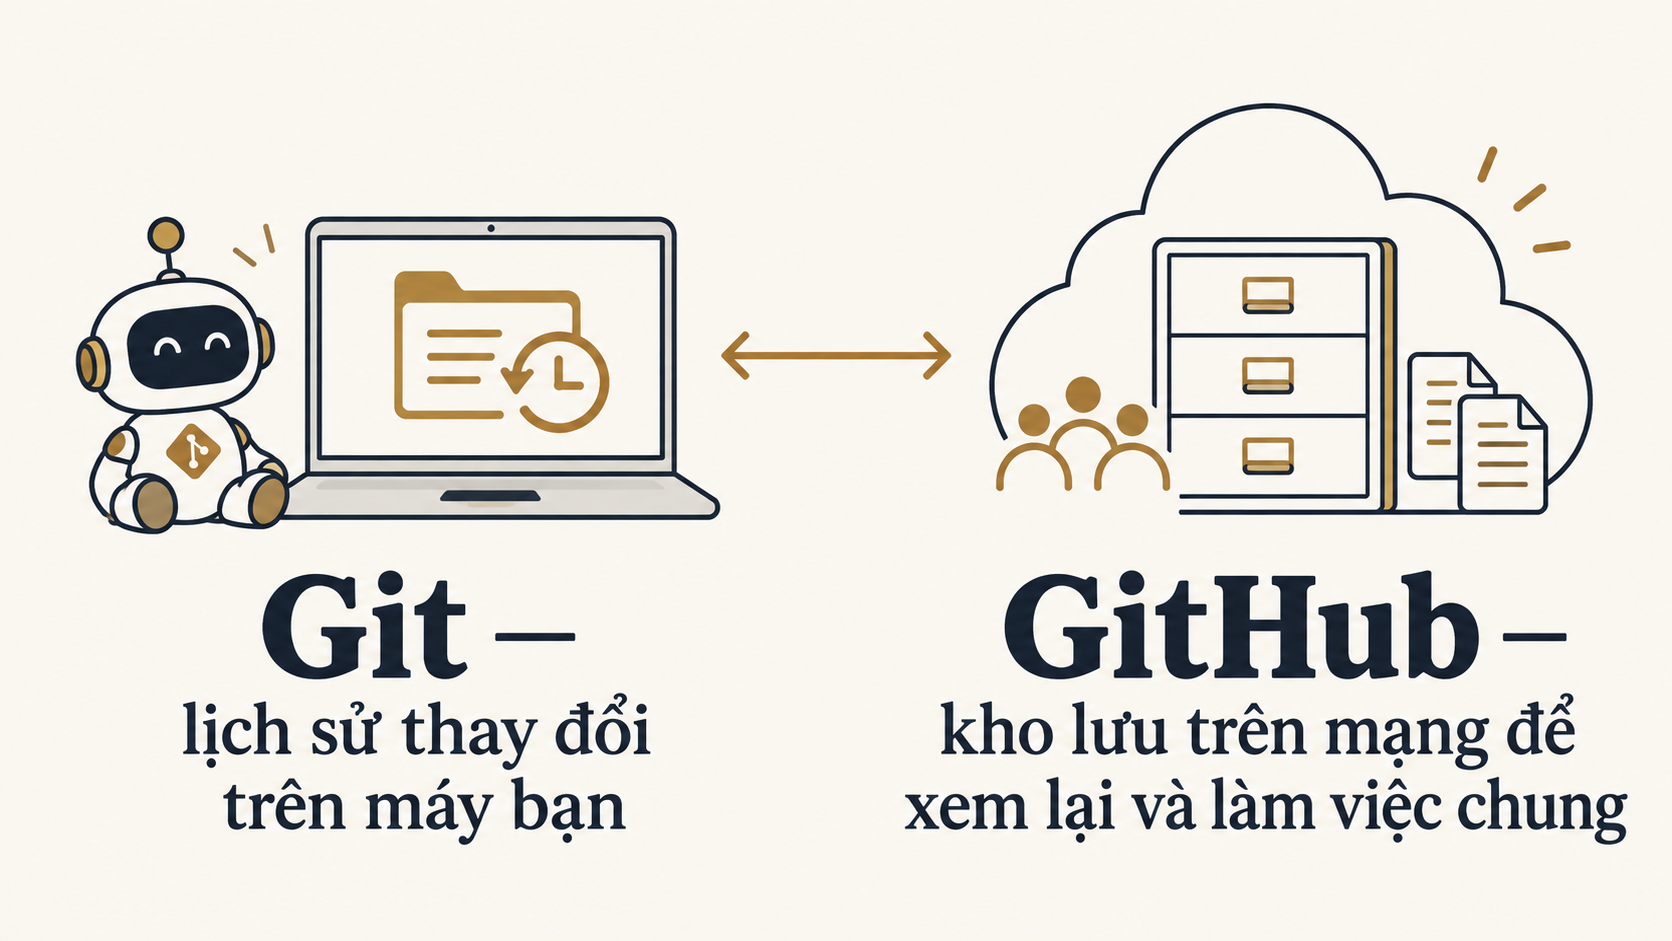 Git —
lịch sử thay đổi
trên máy bạn
GitHub —
kho lưu trên mạng để
xem lại và làm việc chung